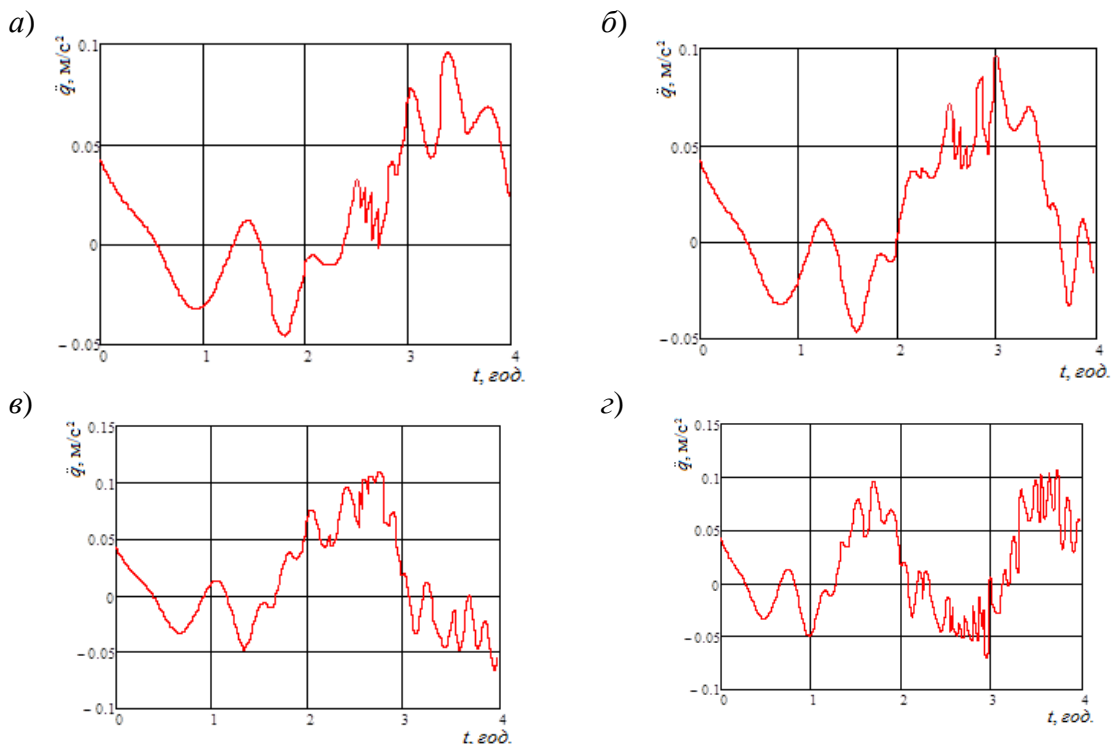 а)
б)
q̈, м/с²
0.1
0.05
0
−0.05
0 1 2 3 4
t, год.
q̈, м/с²
0.1
0.05
0
−0.05
0 1 2 3 4
t, год.
в)
г)
q̈, м/с²
0.15
0.1
0.05
0
−0.05
−0.1
0 1 2 3 4
t, год.
q̈, м/с²
0.15
0.1
0.05
0
−0.05
−0.1
0 1 2 3 4
t, год.